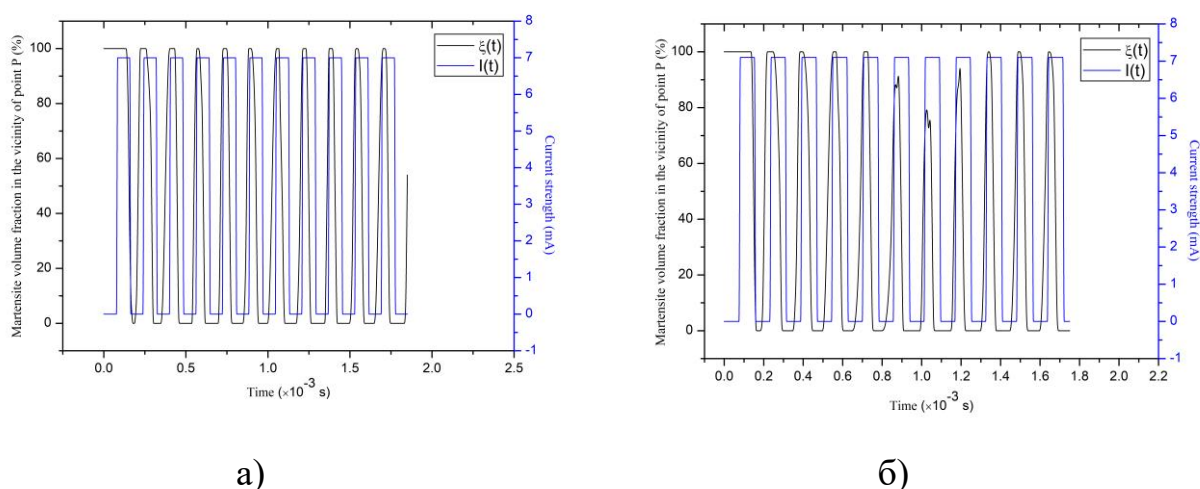 Martensite volume fraction in the vicinity of point P (%)
100
80
60
40
20
0
ξ(t)
I(t)
8
7
6
5
4
3
2
1
0
-1
Current strength (mA)
0.0 0.5 1.0 1.5 2.0 2.5
Time (×10⁻³ s)
а)
Martensite volume fraction in the vicinity of point P (%)
100
80
60
40
20
0
ξ(t)
I(t)
8
7
6
5
4
3
2
1
0
-1
Current strength (mA)
0.0 0.2 0.4 0.6 0.8 1.0 1.2 1.4 1.6 1.8 2.0 2.2
Time (×10⁻³ s)
б)